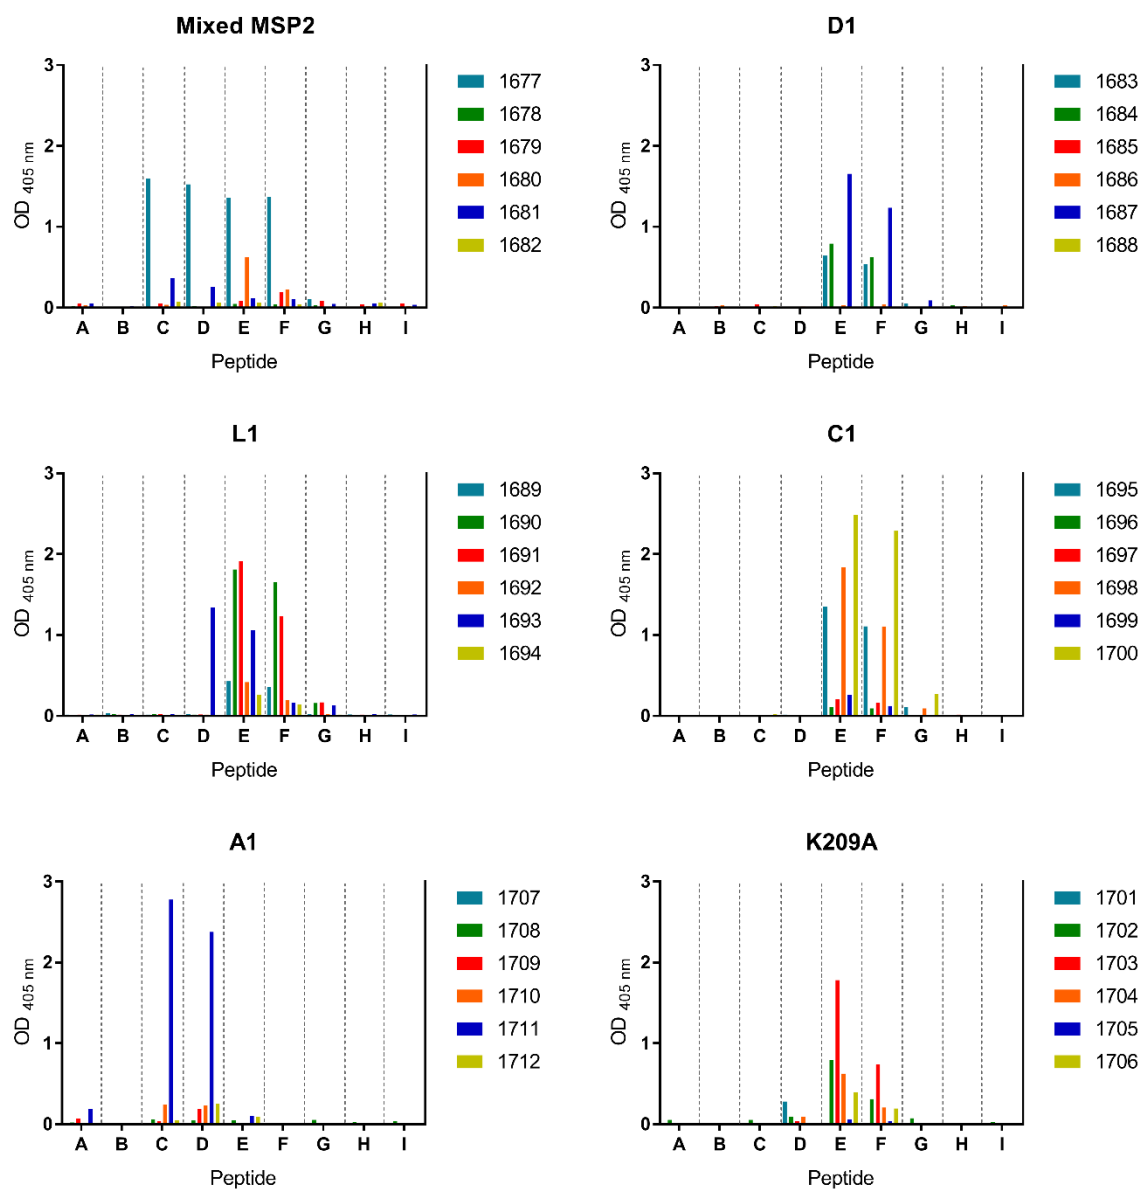 Mixed MSP2
3
2
1
0
OD 405 nm
A B C D E F G H I
Peptide
1677
1678
1679
1680
1681
1682
D1
3
2
1
0
OD 405 nm
A B C D E F G H I
Peptide
1683
1684
1685
1686
1687
1688
L1
3
2
1
0
OD 405 nm
A B C D E F G H I
Peptide
1689
1690
1691
1692
1693
1694
C1
3
2
1
0
OD 405 nm
A B C D E F G H I
Peptide
1695
1696
1697
1698
1699
1700
A1
3
2
1
0
OD 405 nm
A B C D E F G H I
Peptide
1707
1708
1709
1710
1711
1712
K209A
3
2
1
0
OD 405 nm
A B C D E F G H I
Peptide
1701
1702
1703
1704
1705
1706